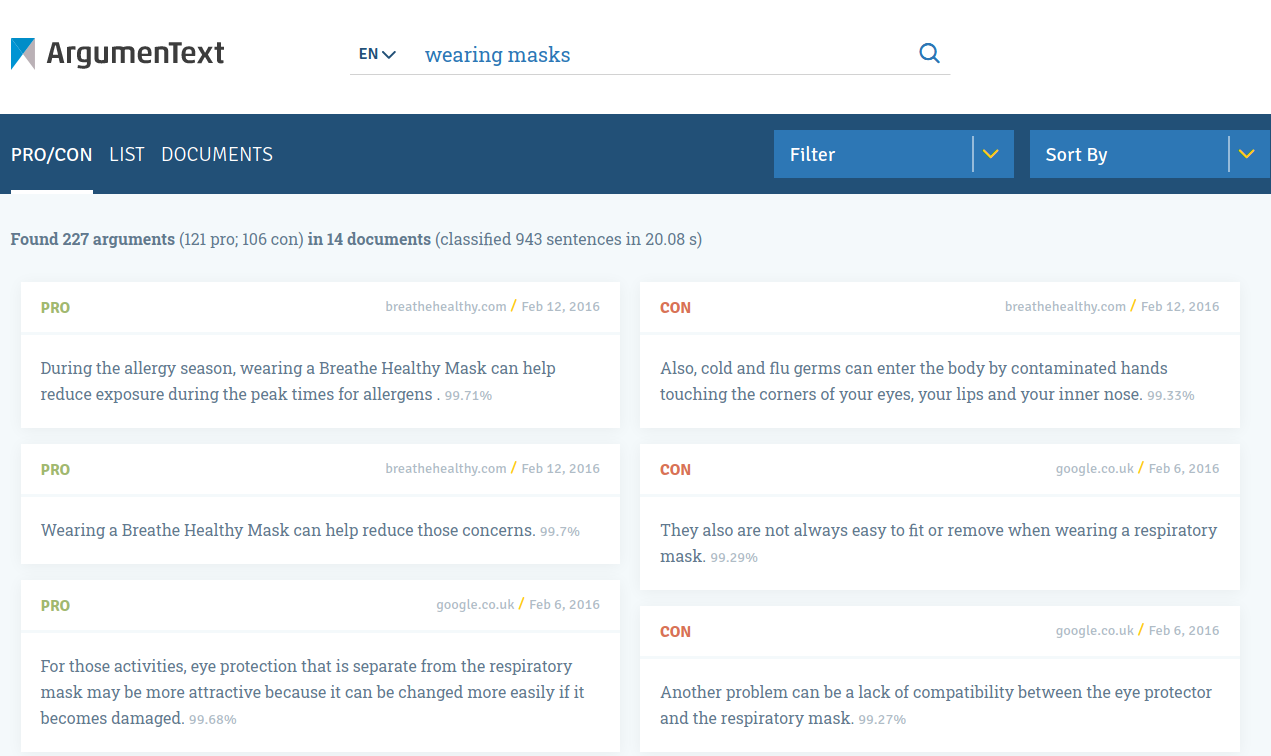 ArgumenText
EN wearing masks
PRO/CON LIST DOCUMENTS
Filter
Sort By
Found 227 arguments (121 pro; 106 con) in 14 documents (classified 943 sentences in 20.08 s)
PRO breathehealthy.com / Feb 12, 2016
During the allergy season, wearing a Breathe Healthy Mask can help
reduce exposure during the peak times for allergens . 99.71%
PRO breathehealthy.com / Feb 12, 2016
Wearing a Breathe Healthy Mask can help reduce those concerns. 99.7%
PRO google.co.uk / Feb 6, 2016
For those activities, eye protection that is separate from the respiratory
mask may be more attractive because it can be changed more easily if it
becomes damaged. 99.68%
CON breathehealthy.com / Feb 12, 2016
Also, cold and flu germs can enter the body by contaminated hands
touching the corners of your eyes, your lips and your inner nose. 99.33%
CON google.co.uk / Feb 6, 2016
They also are not always easy to fit or remove when wearing a respiratory
mask. 99.29%
CON google.co.uk / Feb 6, 2016
Another problem can be a lack of compatibility between the eye protector
and the respiratory mask. 99.27%